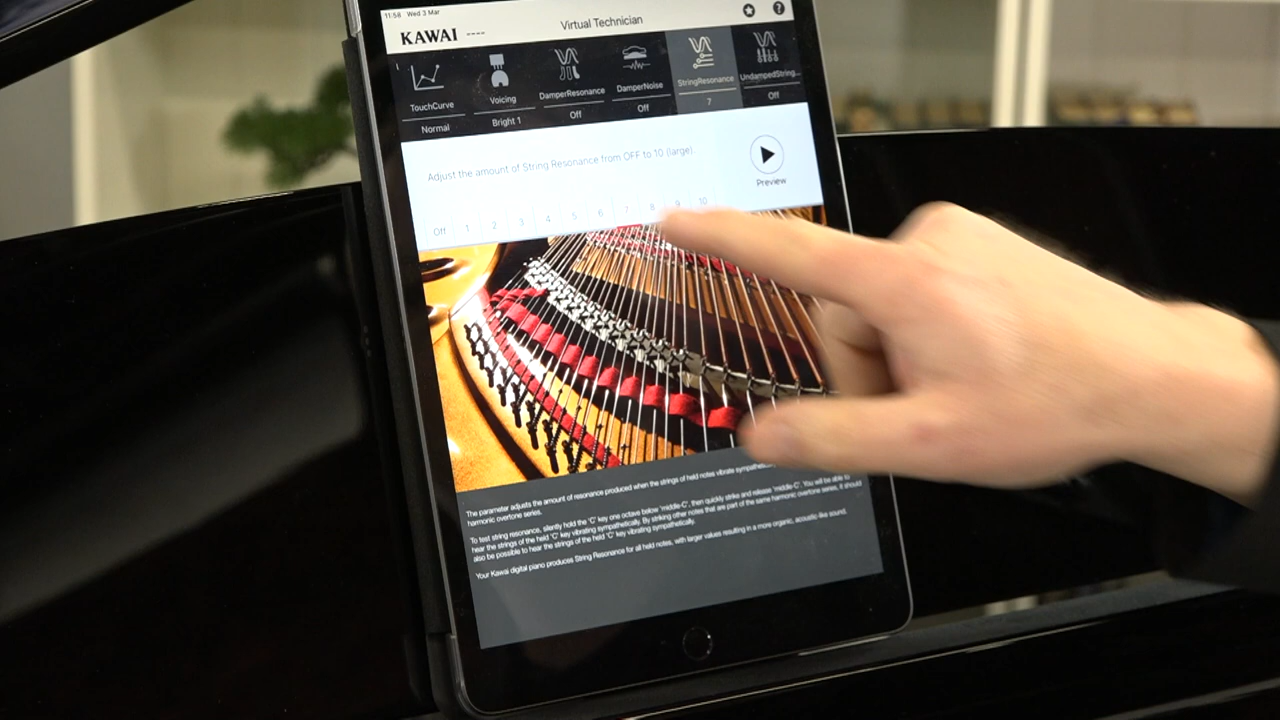 11:58 Wed 3 Mar
KAWAI ----
Virtual Technician
TouchCurve
Normal
Voicing
Bright 1
DamperResonance
Off
DamperNoise
Off
StringResonance
7
UndampedString...
Off
Adjust the amount of String Resonance from OFF to 10 (large).
Preview
Off 1 2 3 4 5 6 7 8 9 10
The parameter adjusts the amount of resonance produced when the strings of held notes vibrate
harmonic overtone series.
To test string resonance, silently hold the 'C' key one octave below 'middle-C', then quickly strike and release 'middle-C'. You will be able to
hear the strings of the held 'C' key vibrating sympathetically. By striking other notes that are part of the same harmonic overtone series, it should
also be possible to hear the strings of the held 'C' key vibrating sympathetically.
Your Kawai digital piano produces String Resonance for all held notes, with larger values resulting in a more organic, acoustic-like sound.